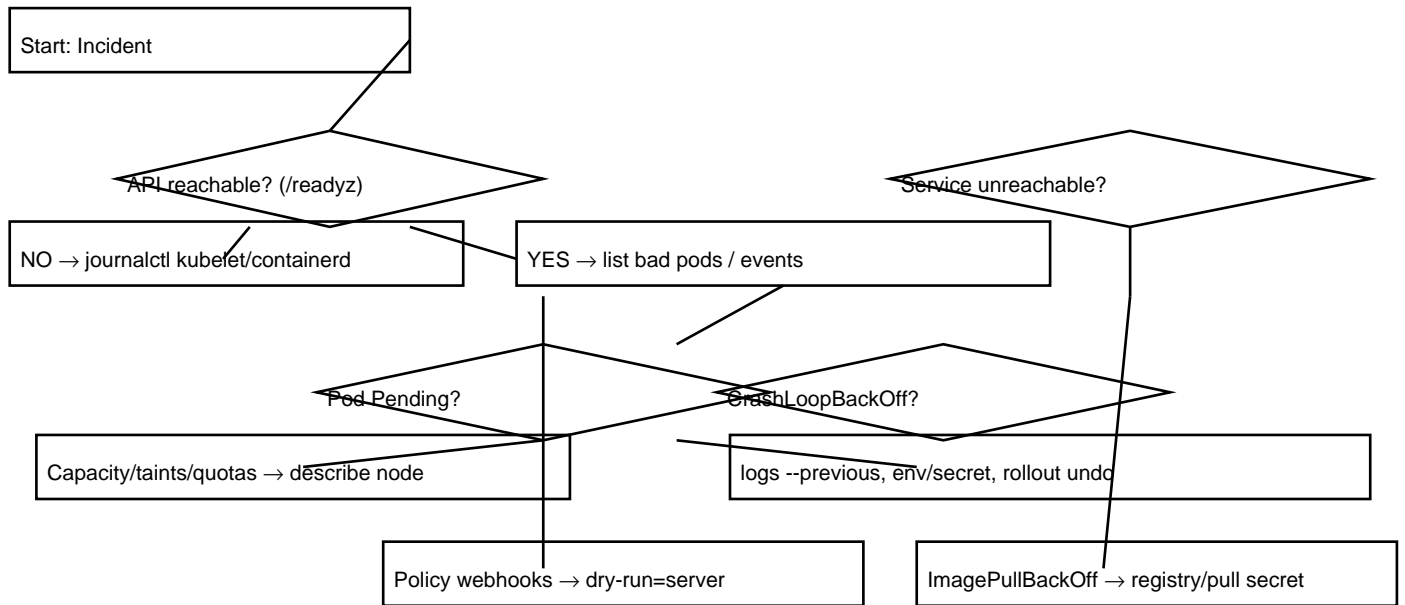 Start: Incident
API reachable? (/readyz)
Service unreachable?
NO → journalctl kubelet/containerd
YES → list bad pods / events
Pod Pending?
CrashLoopBackOff?
Capacity/taints/quotas → describe node
logs --previous, env/secret, rollout undo
Policy webhooks → dry-run=server
ImagePullBackOff → registry/pull secret